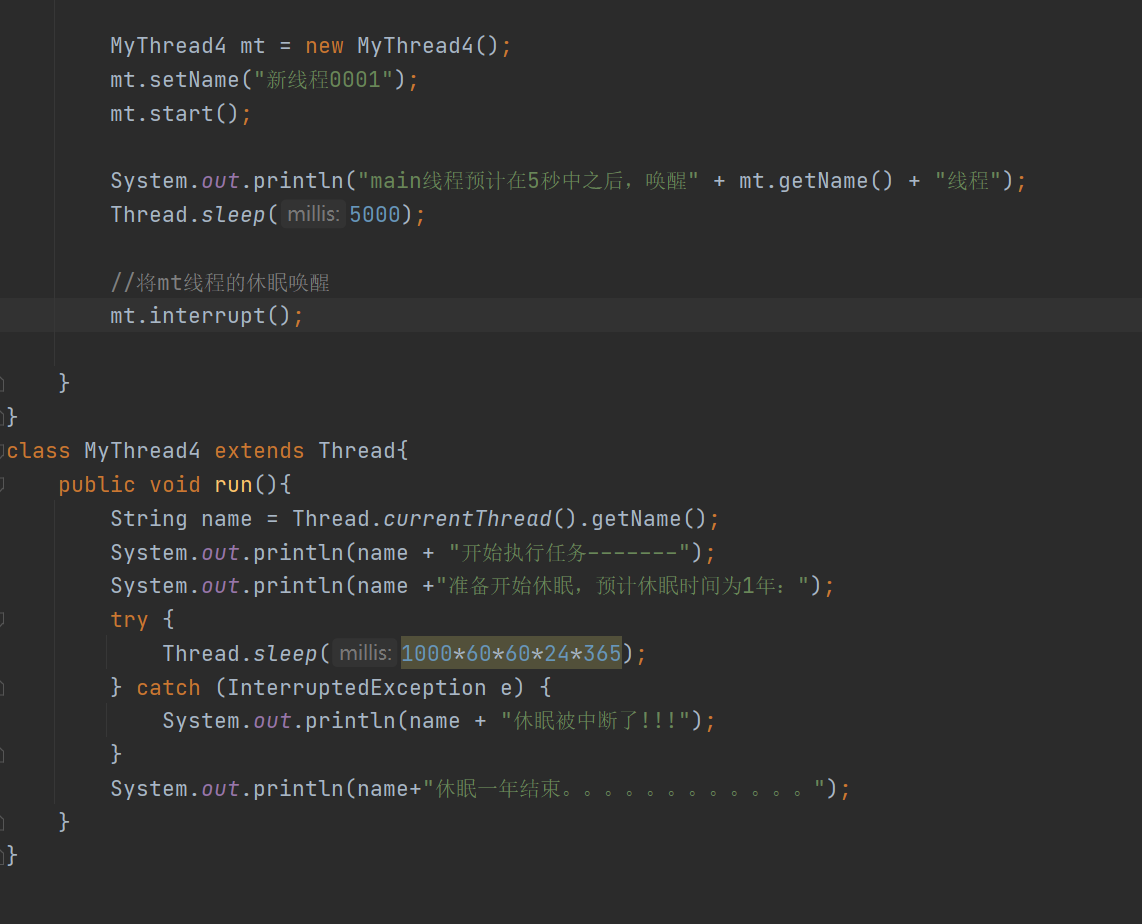 MyThread4 mt = new MyThread4();
mt.setName("新线程0001");
mt.start();
System.out.println("main线程预计在5秒中之后，唤醒" + mt.getName() + "线程");
Thread.sleep( millis: 5000);
//将mt线程的休眠唤醒
mt.interrupt();
}
}
class MyThread4 extends Thread{
public void run(){
String name = Thread.currentThread().getName();
System.out.println(name + "开始执行任务-------");
System.out.println(name +"准备开始休眠，预计休眠时间为1年：");
try {
Thread.sleep( millis: 1000*60*60*24*365);
} catch (InterruptedException e) {
System.out.println(name + "休眠被中断了!!!");
}
System.out.println(name+"休眠一年结束。。。。。。。。。。。。");
}
}